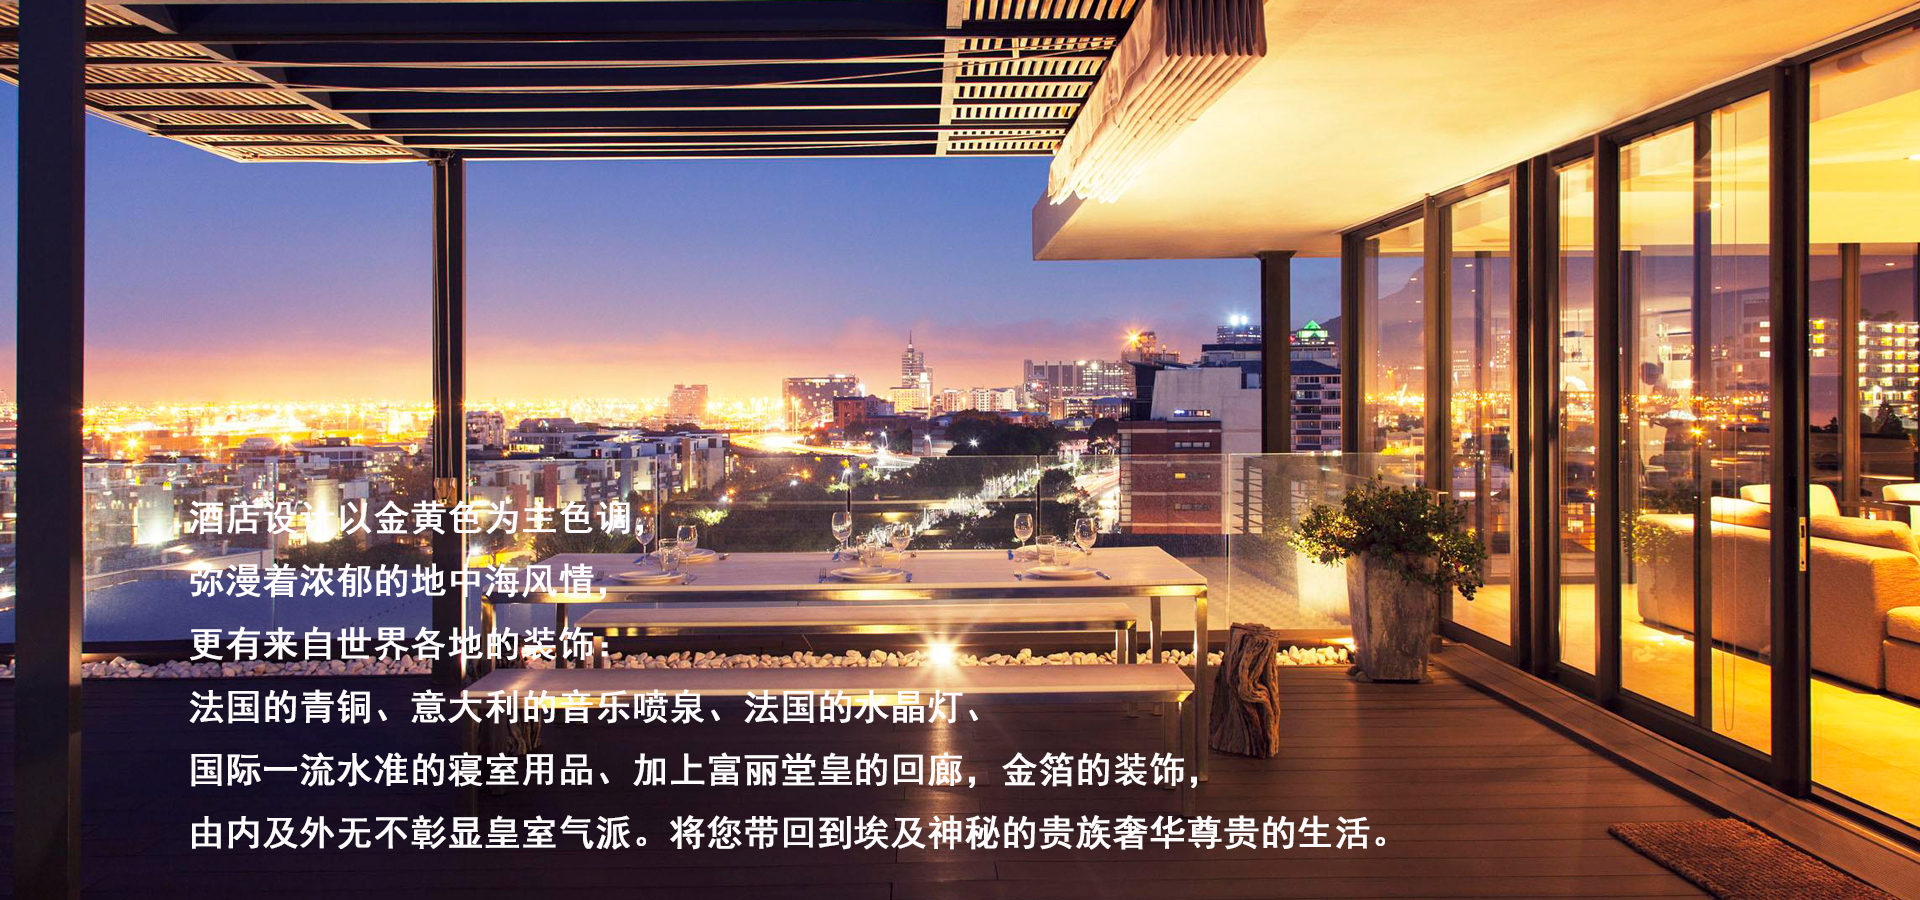 酒店设计以金黄色为主色调，
弥漫着浓郁的地中海风情，
更有来自世界各地的装饰：
法国的青铜、意大利的音乐喷泉、法国的水晶灯、
国际一流水准的寝室用品、加上富丽堂皇的回廊，金箔的装饰，
由内及外无不彰显皇室气派。将您带回到埃及神秘的贵族奢华尊贵的生活。